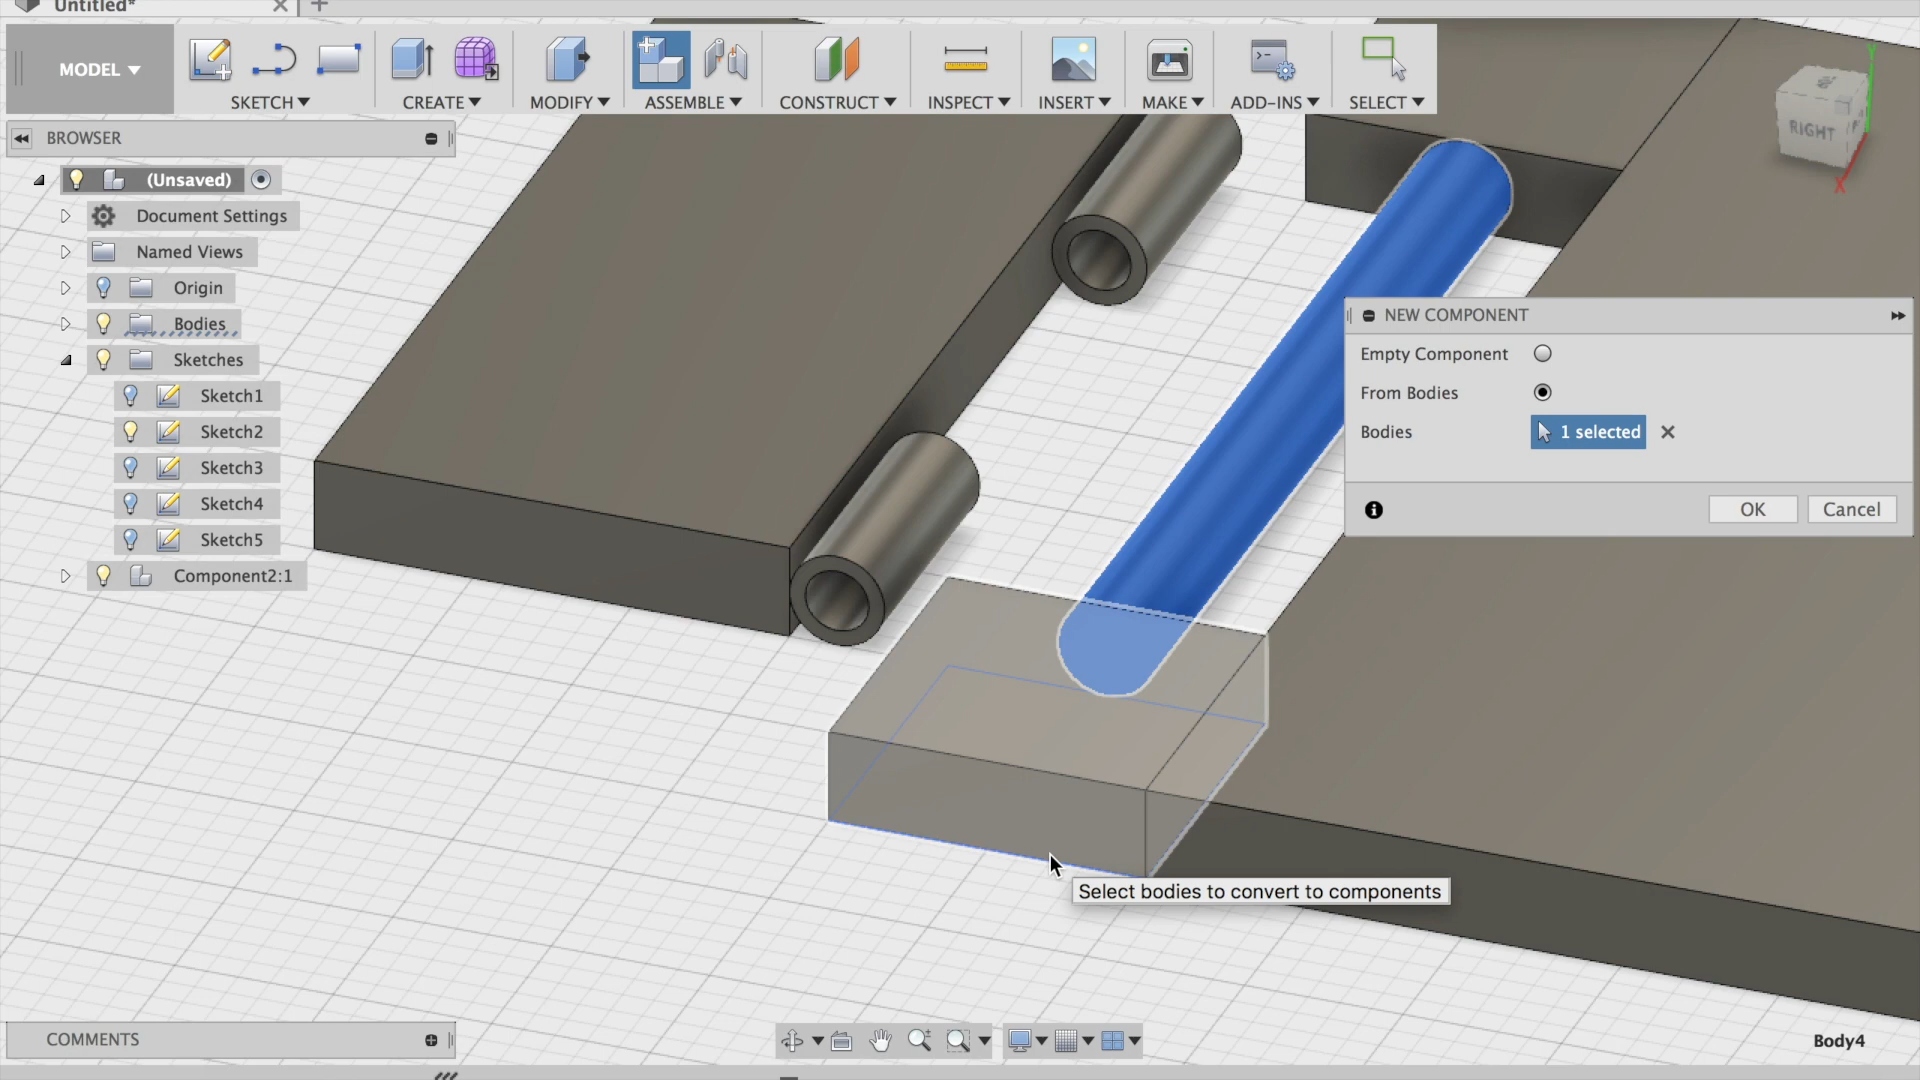 Untitled*
MODEL
SKETCH
CREATE
MODIFY
ASSEMBLE
CONSTRUCT
INSPECT
INSERT
MAKE
ADD-INS
SELECT
BROWSER
(Unsaved)
Document Settings
Named Views
Origin
Bodies
Sketches
Sketch1
Sketch2
Sketch3
Sketch4
Sketch5
Component2:1
RIGHT
Y
X
NEW COMPONENT
Empty Component
From Bodies
Bodies 1 selected
OK Cancel
Select bodies to convert to components
COMMENTS
Body4